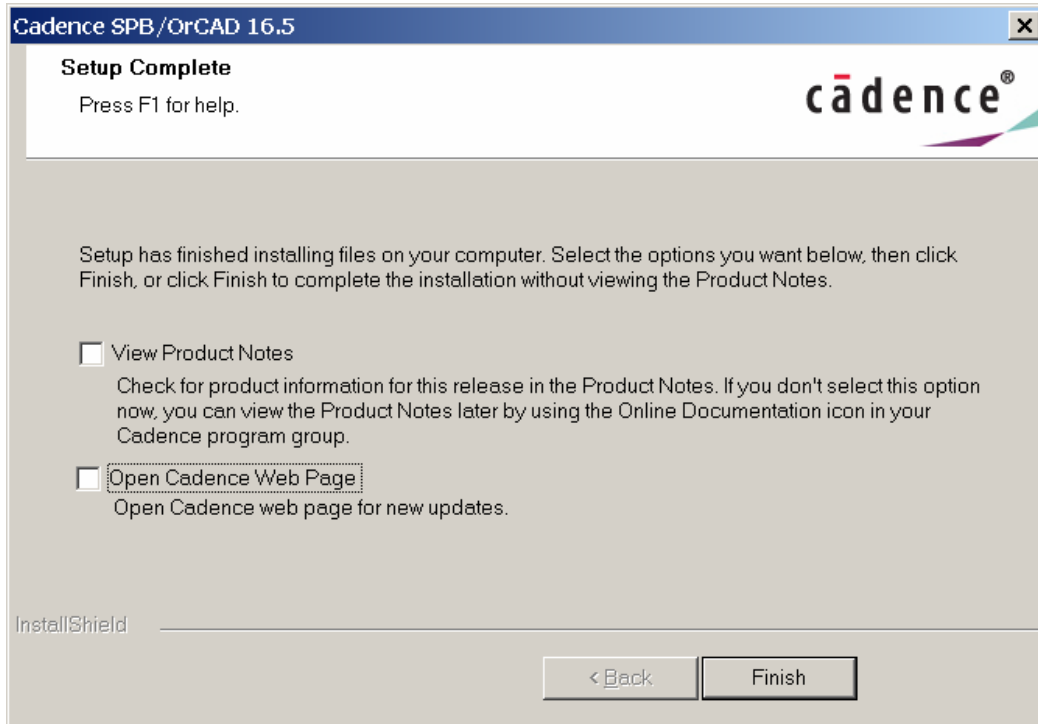 Cadence SPB/OrCAD 16.5
Setup Complete
Press F1 for help.
cādence®
Setup has finished installing files on your computer. Select the options you want below, then click
Finish, or click Finish to complete the installation without viewing the Product Notes.
View Product Notes
Check for product information for this release in the Product Notes. If you don't select this option
now, you can view the Product Notes later by using the Online Documentation icon in your
Cadence program group.
Open Cadence Web Page
Open Cadence web page for new updates.
InstallShield
< Back
Finish